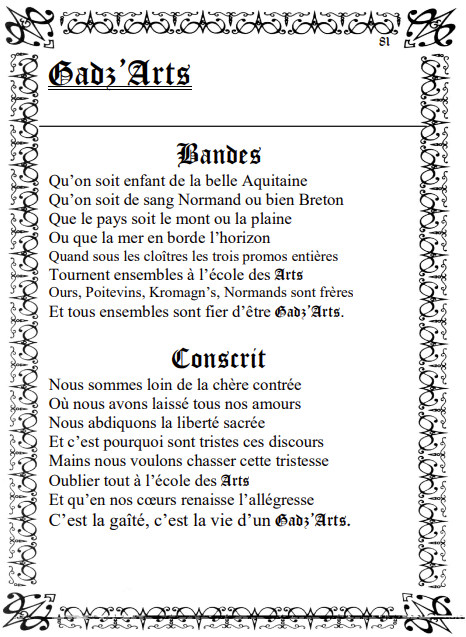 81
Gadz'Arts
Bandes
Qu'on soit enfant de la belle Aquitaine
Qu'on soit de sang Normand ou bien Breton
Que le pays soit le mont ou la plaine
Ou que la mer en borde l'horizon
Quand sous les cloîtres les trois promos entières
Tournent ensembles à l'école des Arts
Ours, Poitevins, Kromagn's, Normands sont frères
Et tous ensembles sont fier d'être Gadz'Arts.
Conscrit
Nous sommes loin de la chère contrée
Où nous avons laissé tous nos amours
Nous abdiquons la liberté sacrée
Et c'est pourquoi sont tristes ces discours
Mains nous voulons chasser cette tristesse
Oublier tout à l'école des Arts
Et qu'en nos cœurs renaisse l'allégresse
C'est la gaîté, c'est la vie d'un Gadz'Arts.